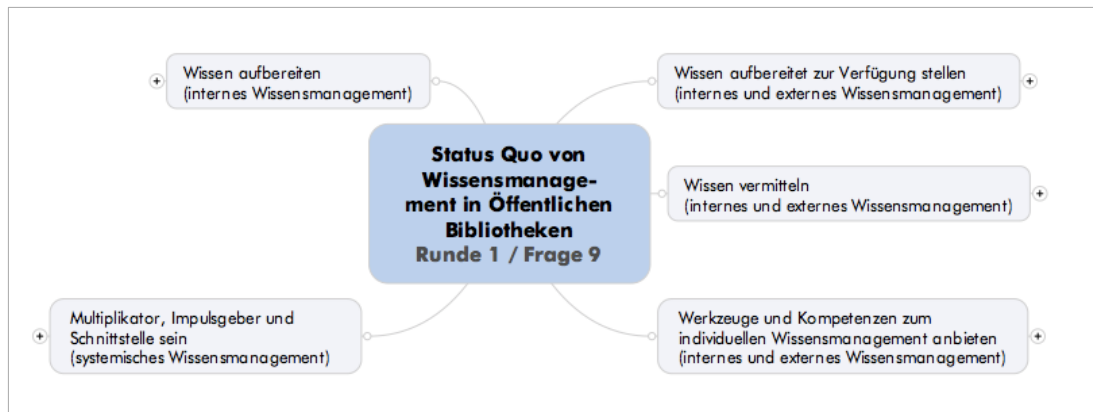 Wissen aufbereiten
(internes Wissensmanagement)
Wissen aufbereitet zur Verfügung stellen
(internes und externes Wissensmanagement)
Status Quo von
Wissensmanage-
ment in Öffentlichen
Bibliotheken
Runde 1 / Frage 9
Wissen vermitteln
(internes und externes Wissensmanagement)
Multiplikator, Impulsgeber und
Schnittstelle sein
(systemisches Wissensmanagement)
Werkzeuge und Kompetenzen zum
individuellen Wissensmanagement anbieten
(internes und externes Wissensmanagement)